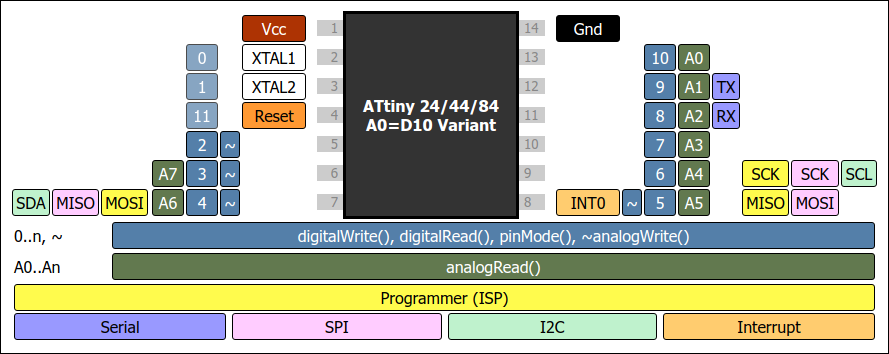 Vcc 1 14 Gnd
0 XTAL1 2 13 10 A0
1 XTAL2 3 12 9 A1 TX
ATtiny 24/44/84
11 Reset 4 11 8 A2 RX
A0=D10 Variant
2 ~ 5 10 7 A3
A7 3 ~ 6 9 6 A4 SCK SCK SCL
SDA MISO MOSI A6 4 ~ 7 8 INT0 ~ 5 A5 MISO MOSI
0..n, ~ digitalWrite(), digitalRead(), pinMode(), ~analogWrite()
A0..An analogRead()
Programmer (ISP)
Serial SPI I2C Interrupt